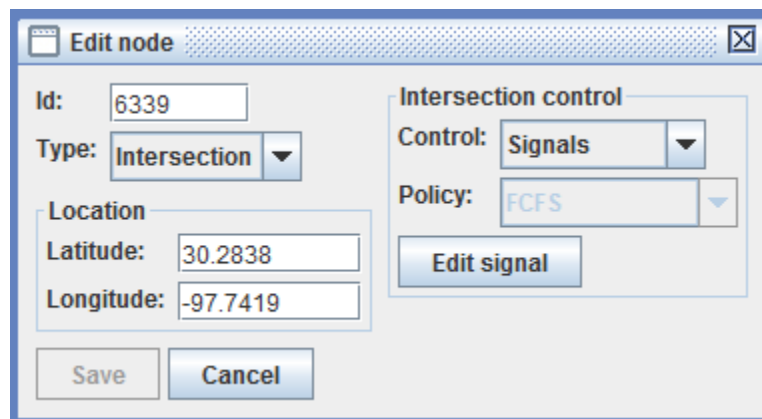 Edit node
Id: 6339
Type: Intersection
Location
Latitude: 30.2838
Longitude: -97.7419
Save Cancel
Intersection control
Control: Signals
Policy: FCFS
Edit signal